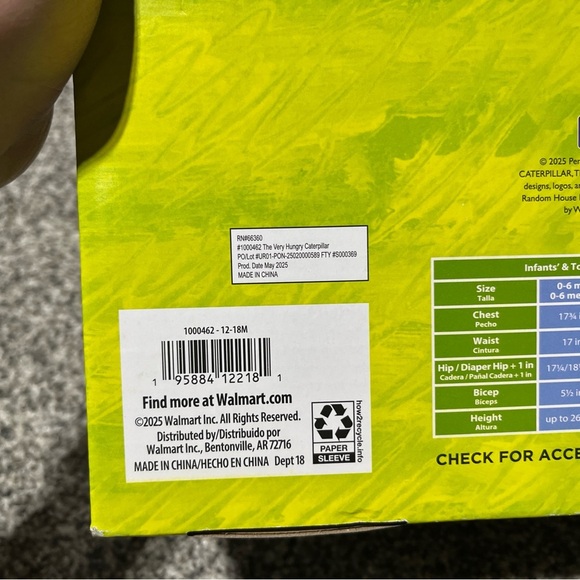 © 2025
CATERPILLAR,
designs, logos,
Random House
by
RN#66360
#1000462 The Very Hungry Caterpillar
PO/Lot #UR01-PON-25020000589 FTY #S000369
Prod. Date May 2025
MADE IN CHINA
Infants' &
Size
Talla
0-6
0-6
Chest
Pecho
17¾
Waist
Cintura
17 in
Hip / Diaper Hip + 1 in
Cadera / Pañal Cadera + 1 in
17¼/18
Bicep
Biceps
5½ in
Height
Altura
up to 26
CHECK FOR
1000462 - 12-18M
1 95884 12218 1
Find more at Walmart.com
©2025 Walmart Inc. All Rights Reserved.
Distributed by/Distribuido por
Walmart Inc., Bentonville, AR 72716
MADE IN CHINA/HECHO EN CHINA Dept 18
PAPER
SLEEVE
how2recycle.info